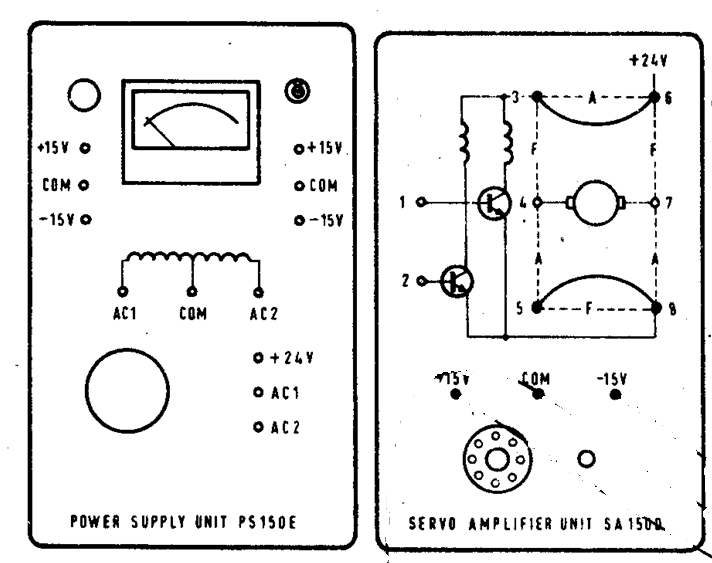 +15V
COM
-15V
+15V
COM
-15V
AC1 COM AC2
+24V
AC1
AC2
POWER SUPPLY UNIT PS150E
+24V
3 A 6
F F
1 4 7
A A
2
5 F 8
+15V COM -15V
SERVO AMPLIFIER UNIT SA150D